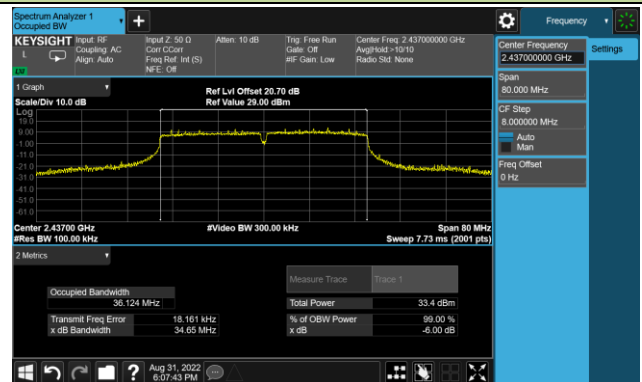 Spectrum Analyzer 1
Occupied BW
Frequency
KEYSIGHT
L
Input: RF
Coupling: AC
Align: Auto
Input Z: 50 Ω
Corr CCorr
Freq Ref: Int (S)
NFE: Off
Atten: 10 dB
Trig: Free Run
Gate: Off
#IF Gain: Low
Center Freq: 2.437000000 GHz
Avg|Hold:>10/10
Radio Std: None
Center Frequency
2.437000000 GHz
Settings
Span
80.000 MHz
CF Step
8.000000 MHz
Auto
Man
Freq Offset
0 Hz
1 Graph
Scale/Div 10.0 dB
Ref Lvl Offset 20.70 dB
Ref Value 29.00 dBm
Log
19.0
9.00
-1.00
-11.0
-21.0
-31.0
-41.0
-51.0
-61.0
Center 2.43700 GHz
#Res BW 100.00 kHz
#Video BW 300.00 kHz
Span 80 MHz
Sweep 7.73 ms (2001 pts)
2 Metrics
Measure Trace
Trace 1
Occupied Bandwidth
36.124 MHz
Total Power
33.4 dBm
Transmit Freq Error
18.161 kHz
% of OBW Power
99.00 %
x dB Bandwidth
34.65 MHz
x dB
-6.00 dB
Aug 31, 2022
6:07:43 PM